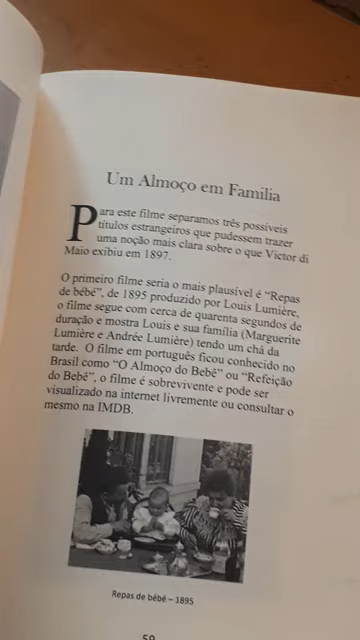 Um Almoço em Familia
Para este filme separamos três possíveis
títulos estrangeiros que pudessem trazer
uma noção mais clara sobre o que Victor di
Maio exibiu em 1897.
O primeiro filme seria o mais plausível é “Repas
de bébé”, de 1895 produzido por Louis Lumière,
o filme segue com cerca de quarenta segundos de
duração e mostra Louis e sua família (Marguerite
Lumière e Andrée Lumière) tendo um chá da
tarde. O filme em português ficou conhecido no
Brasil como “O Almoço do Bebê” ou “Refeição
do Bebê”, o filme é sobrevivente e pode ser
visualizado na internet livremente ou consultar o
mesmo na IMDB.
Repas de bébé – 1895
59